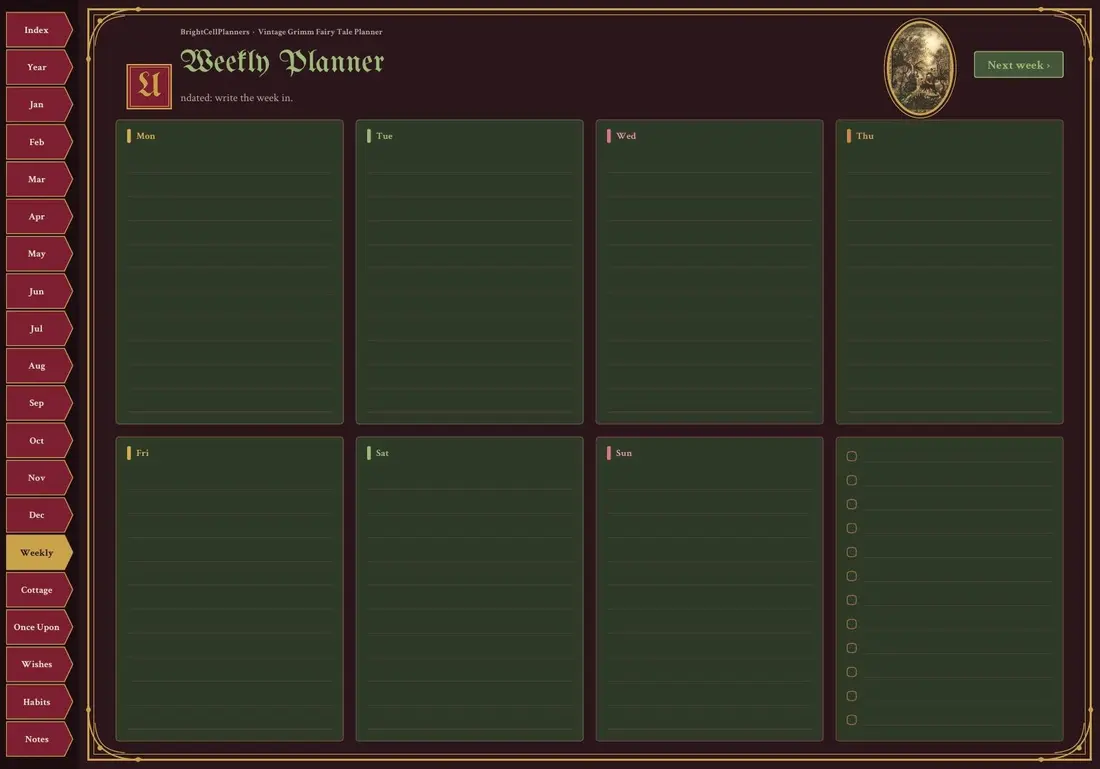 Index
Year
Jan
Feb
Mar
Apr
May
Jun
Jul
Aug
Sep
Oct
Nov
Dec
Weekly
Cottage
Once Upon
Wishes
Habits
Notes
BrightCellPlanners · Vintage Grimm Fairy Tale Planner
Weekly Planner
Undated: write the week in.
Next week ›
Mon
Tue
Wed
Thu
Fri
Sat
Sun